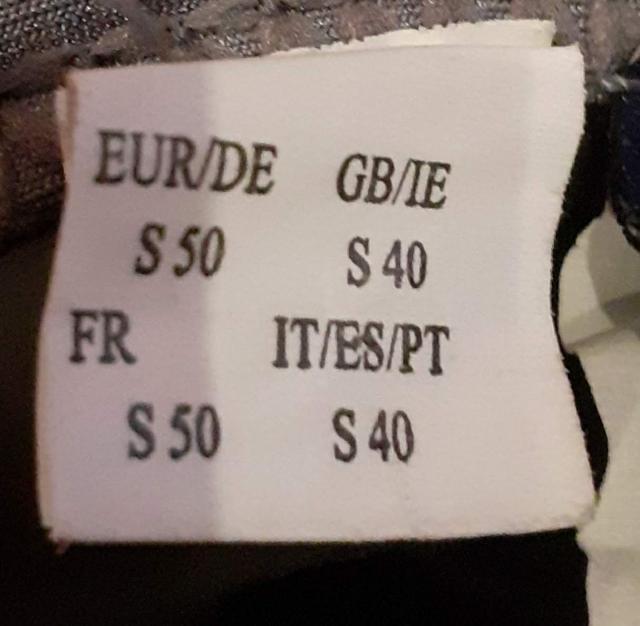 EUR/DE GB/IE
S 50 S 40
FR IT/ES/PT
S 50 S 40